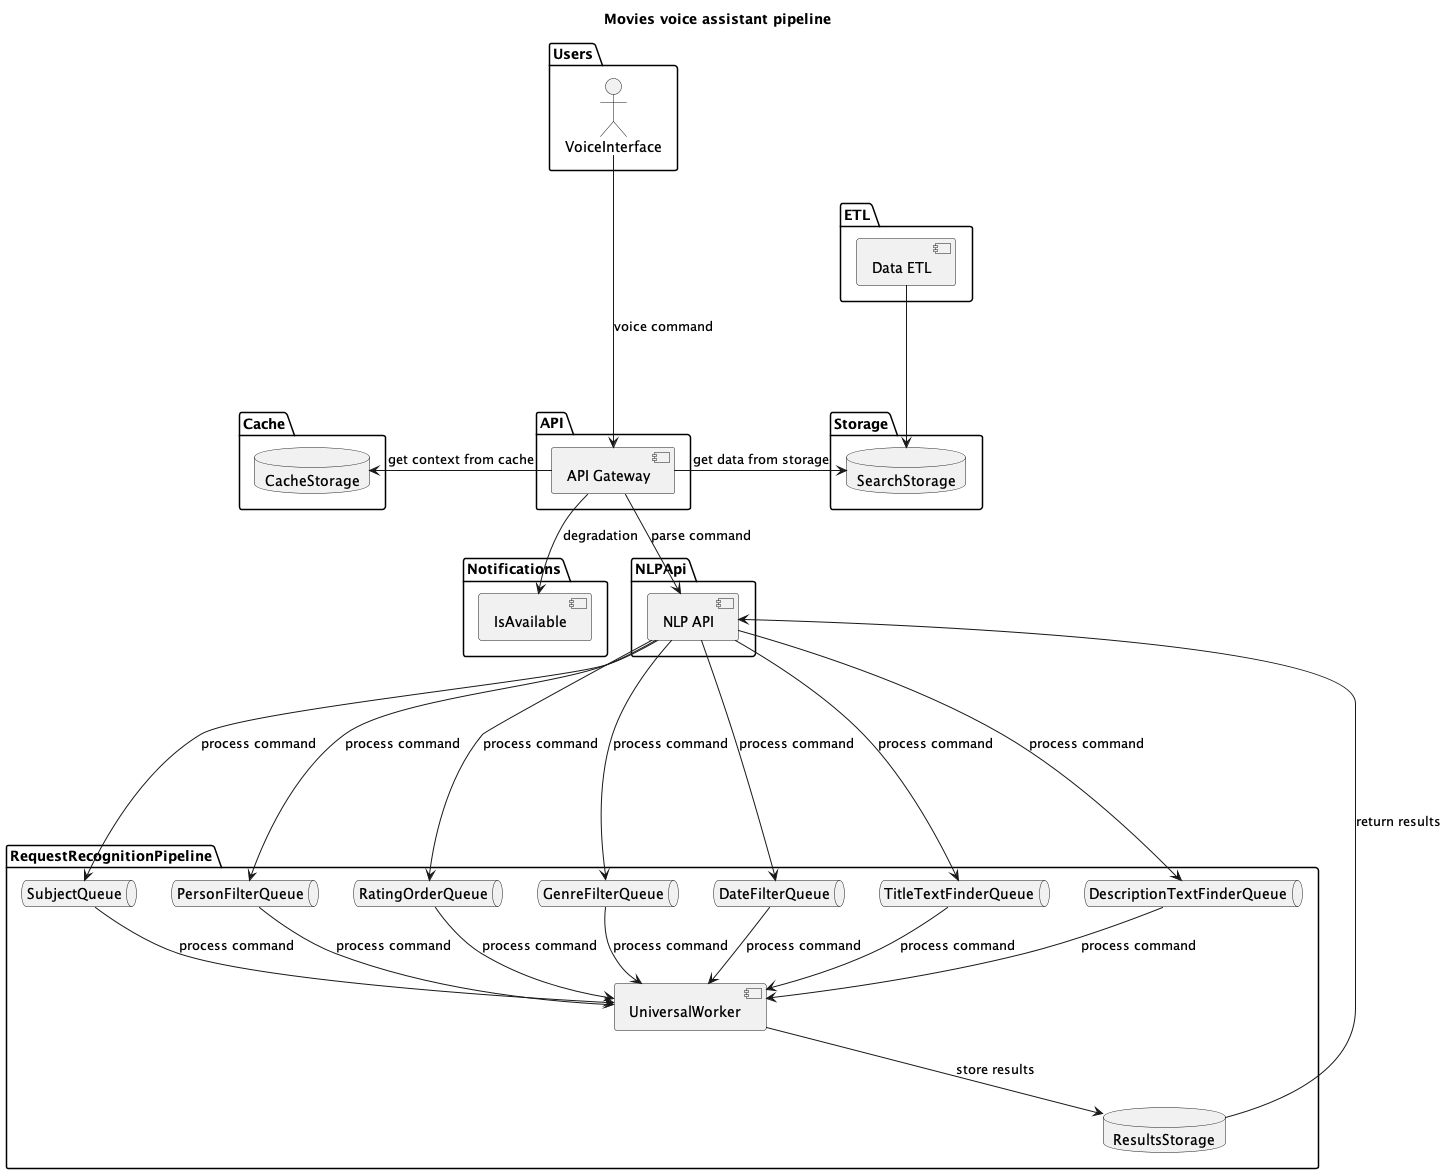 Movies voice assistant pipeline
Users
VoiceInterface
ETL
Data ETL
voice command
Cache
API
Storage
CacheStorage
get context from cache
API Gateway
get data from storage
SearchStorage
degradation
parse command
Notifications
NLPApi
IsAvailable
NLP API
process command
process command
process command
process command
process command
process command
process command
return results
RequestRecognitionPipeline
SubjectQueue
PersonFilterQueue
RatingOrderQueue
GenreFilterQueue
DateFilterQueue
TitleTextFinderQueue
DescriptionTextFinderQueue
process command
process command
process command
process command
process command
process command
process command
UniversalWorker
store results
ResultsStorage